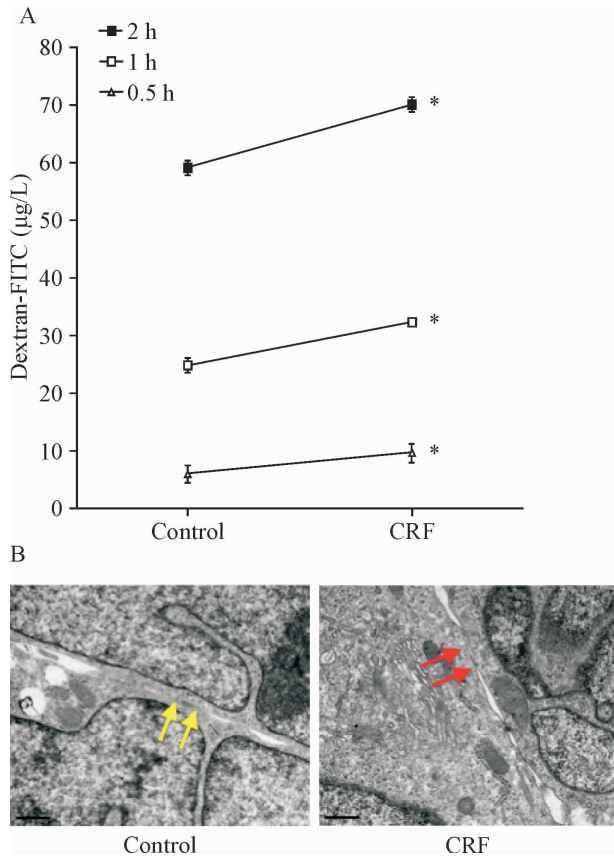 A
2 h
1 h
0.5 h
Dextran-FITC (µg/L)
80
70
60
50
40
30
20
10
0
*
*
*
Control
CRF
B
Control
CRF